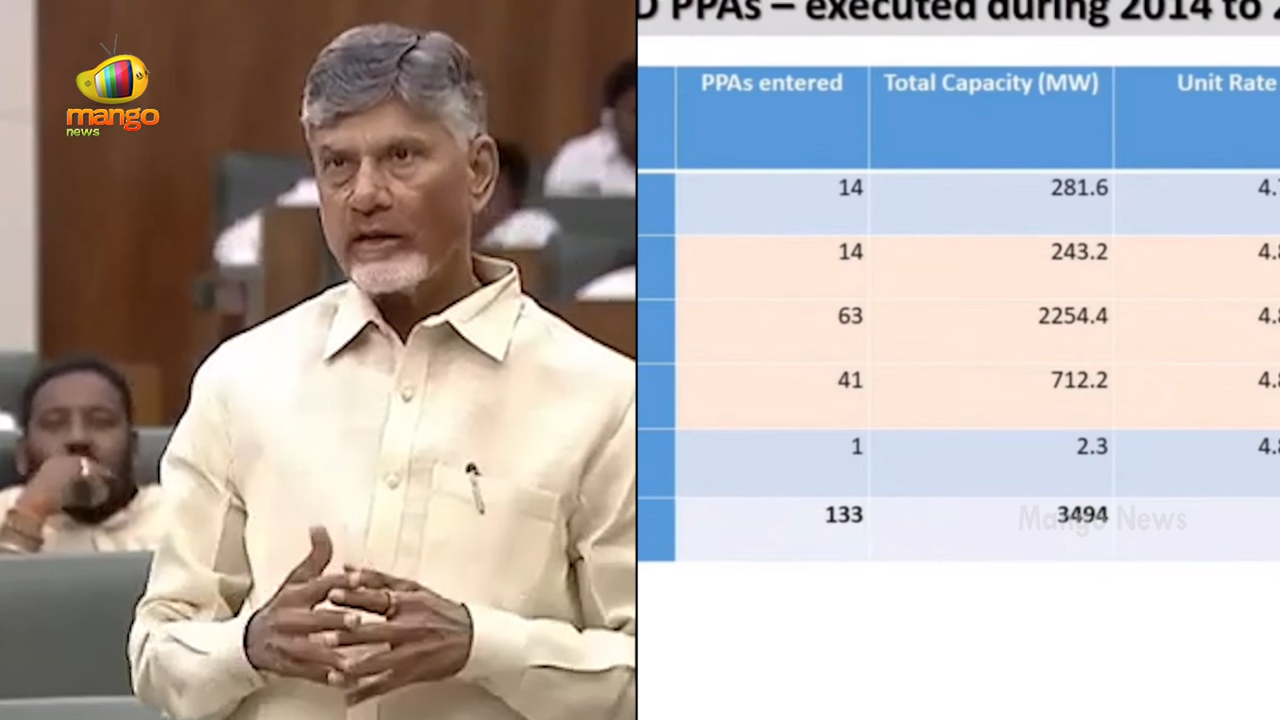 mango
news
PPAs – executed during 2014 to
PPAs entered Total Capacity (MW) Unit Rate
14 281.6
14 243.2
63 2254.4
41 712.2
1 2.3
133 3494
Mango News